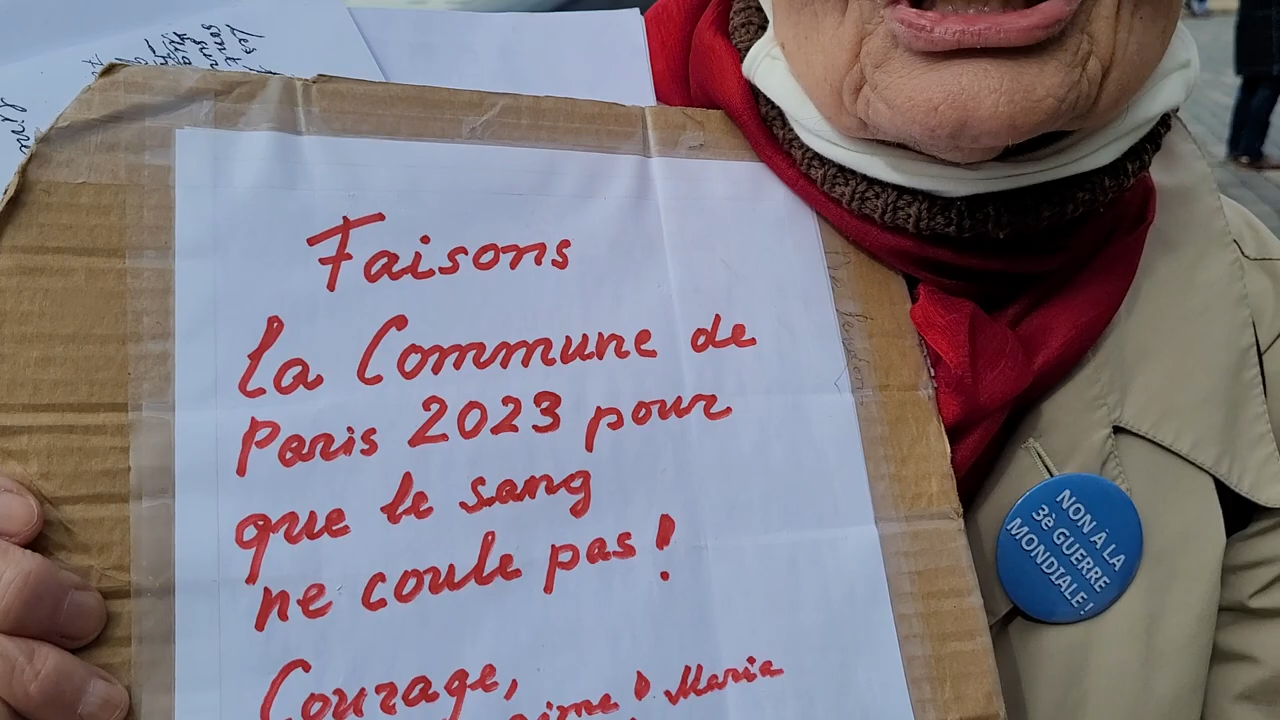 Faisons
la Commune de
Paris 2023 pour
que le sang
ne coule pas !
Courage,
Maria
NON À LA
3è GUERRE
MONDIALE !